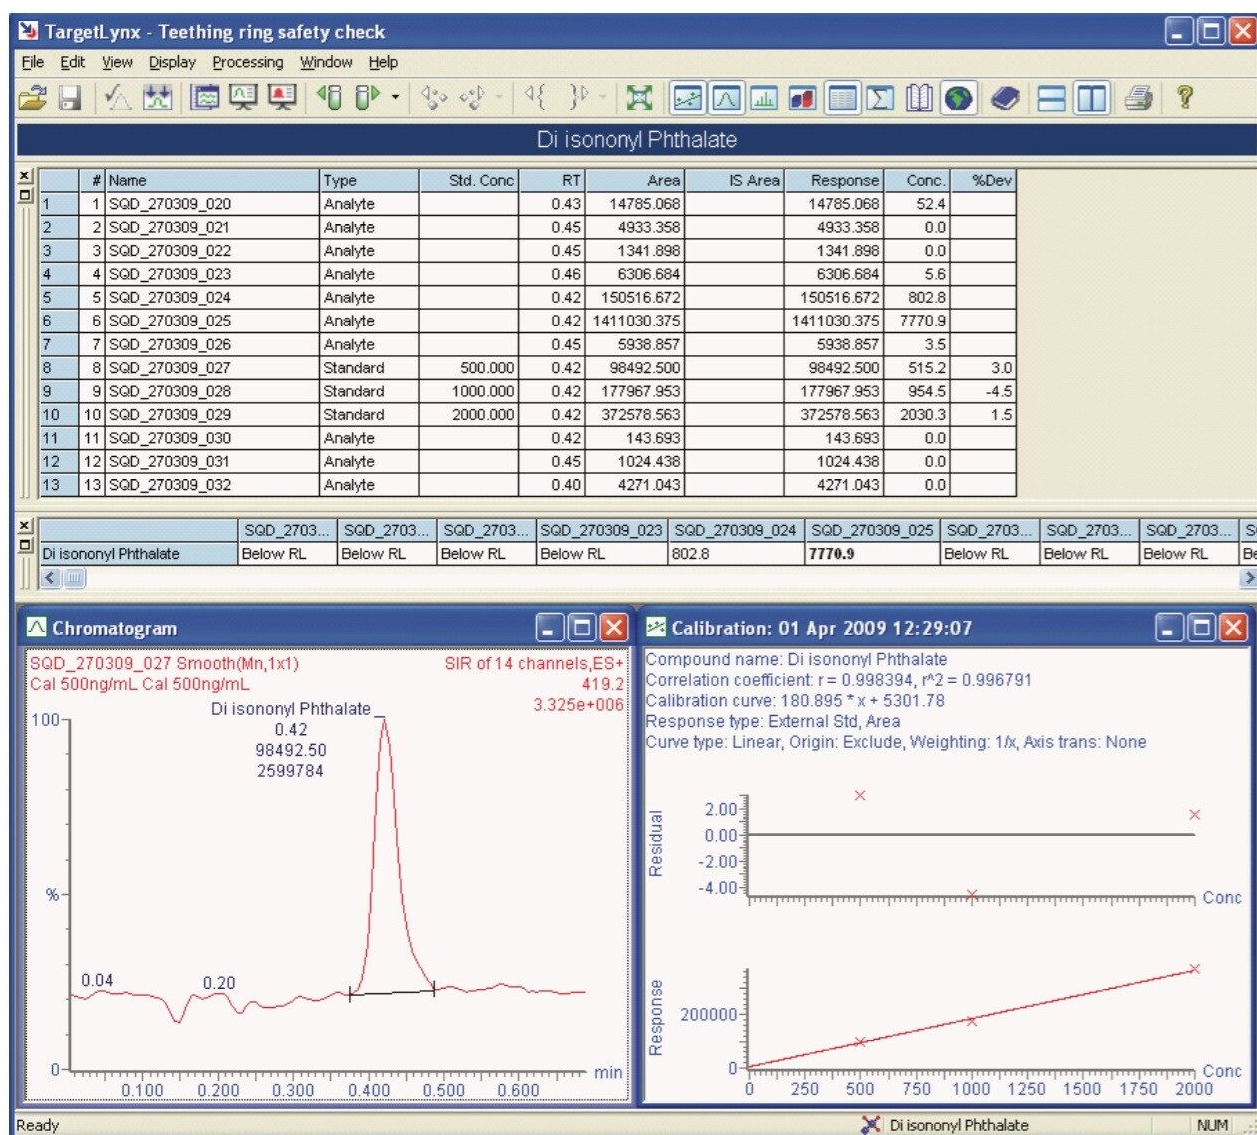 TargetLynx - Teething ring safety check
File Edit View Display Processing Window Help
Di isononyl Phthalate
# Name Type Std. Conc RT Area IS Area Response Conc. %Dev
1 1 SQD_270309_020 Analyte 0.43 14785.068 14785.068 52.4
2 2 SQD_270309_021 Analyte 0.45 4933.358 4933.358 0.0
3 3 SQD_270309_022 Analyte 0.45 1341.898 1341.898 0.0
4 4 SQD_270309_023 Analyte 0.46 6306.684 6306.684 5.6
5 5 SQD_270309_024 Analyte 0.42 150516.672 150516.672 802.8
6 6 SQD_270309_025 Analyte 0.42 1411030.375 1411030.375 7770.9
7 7 SQD_270309_026 Analyte 0.45 5938.857 5938.857 3.5
8 8 SQD_270309_027 Standard 500.000 0.42 98492.500 98492.500 515.2 3.0
9 9 SQD_270309_028 Standard 1000.000 0.42 177967.953 177967.953 954.5 -4.5
10 10 SQD_270309_029 Standard 2000.000 0.42 372578.563 372578.563 2030.3 1.5
11 11 SQD_270309_030 Analyte 0.42 143.693 143.693 0.0
12 12 SQD_270309_031 Analyte 0.45 1024.438 1024.438 0.0
13 13 SQD_270309_032 Analyte 0.40 4271.043 4271.043 0.0
SQD_2703... SQD_2703... SQD_2703... SQD_270309_023 SQD_270309_024 SQD_270309_025 SQD_2703... SQD_2703... SQD_2703... S
Di isononyl Phthalate Below RL Below RL Below RL Below RL 802.8 7770.9 Below RL Below RL Below RL Be
Chromatogram
SQD_270309_027 Smooth(Mn,1x1) SIR of 14 channels,ES+
Cal 500ng/mL Cal 500ng/mL 419.2
3.325e+006
Di isononyl Phthalate
0.42
98492.50
2599784
100
%
0
0.04 0.20
0.100 0.200 0.300 0.400 0.500 0.600 min
Calibration: 01 Apr 2009 12:29:07
Compound name: Di isononyl Phthalate
Correlation coefficient: r = 0.998394, r^2 = 0.996791
Calibration curve: 180.895 * x + 5301.78
Response type: External Std, Area
Curve type: Linear, Origin: Exclude, Weighting: 1/x, Axis trans: None
Residual
2.00
0.00
-2.00
-4.00
Conc
Response
200000
0
Conc
0 250 500 750 1000 1250 1500 1750 2000
Ready Di isononyl Phthalate NUM